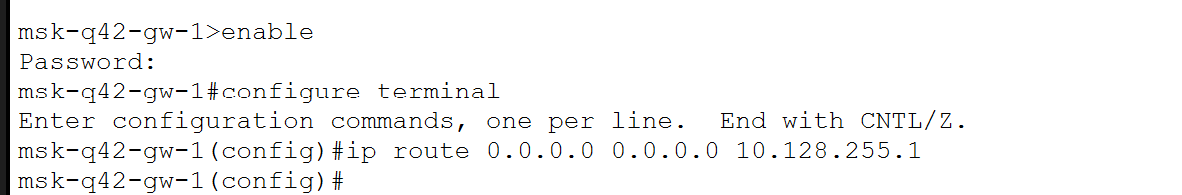 msk-q42-gw-1>enable
Password:
msk-q42-gw-1#configure terminal
Enter configuration commands, one per line.  End with CNTL/Z.
msk-q42-gw-1(config)#ip route 0.0.0.0 0.0.0.0 10.128.255.1
msk-q42-gw-1(config)#